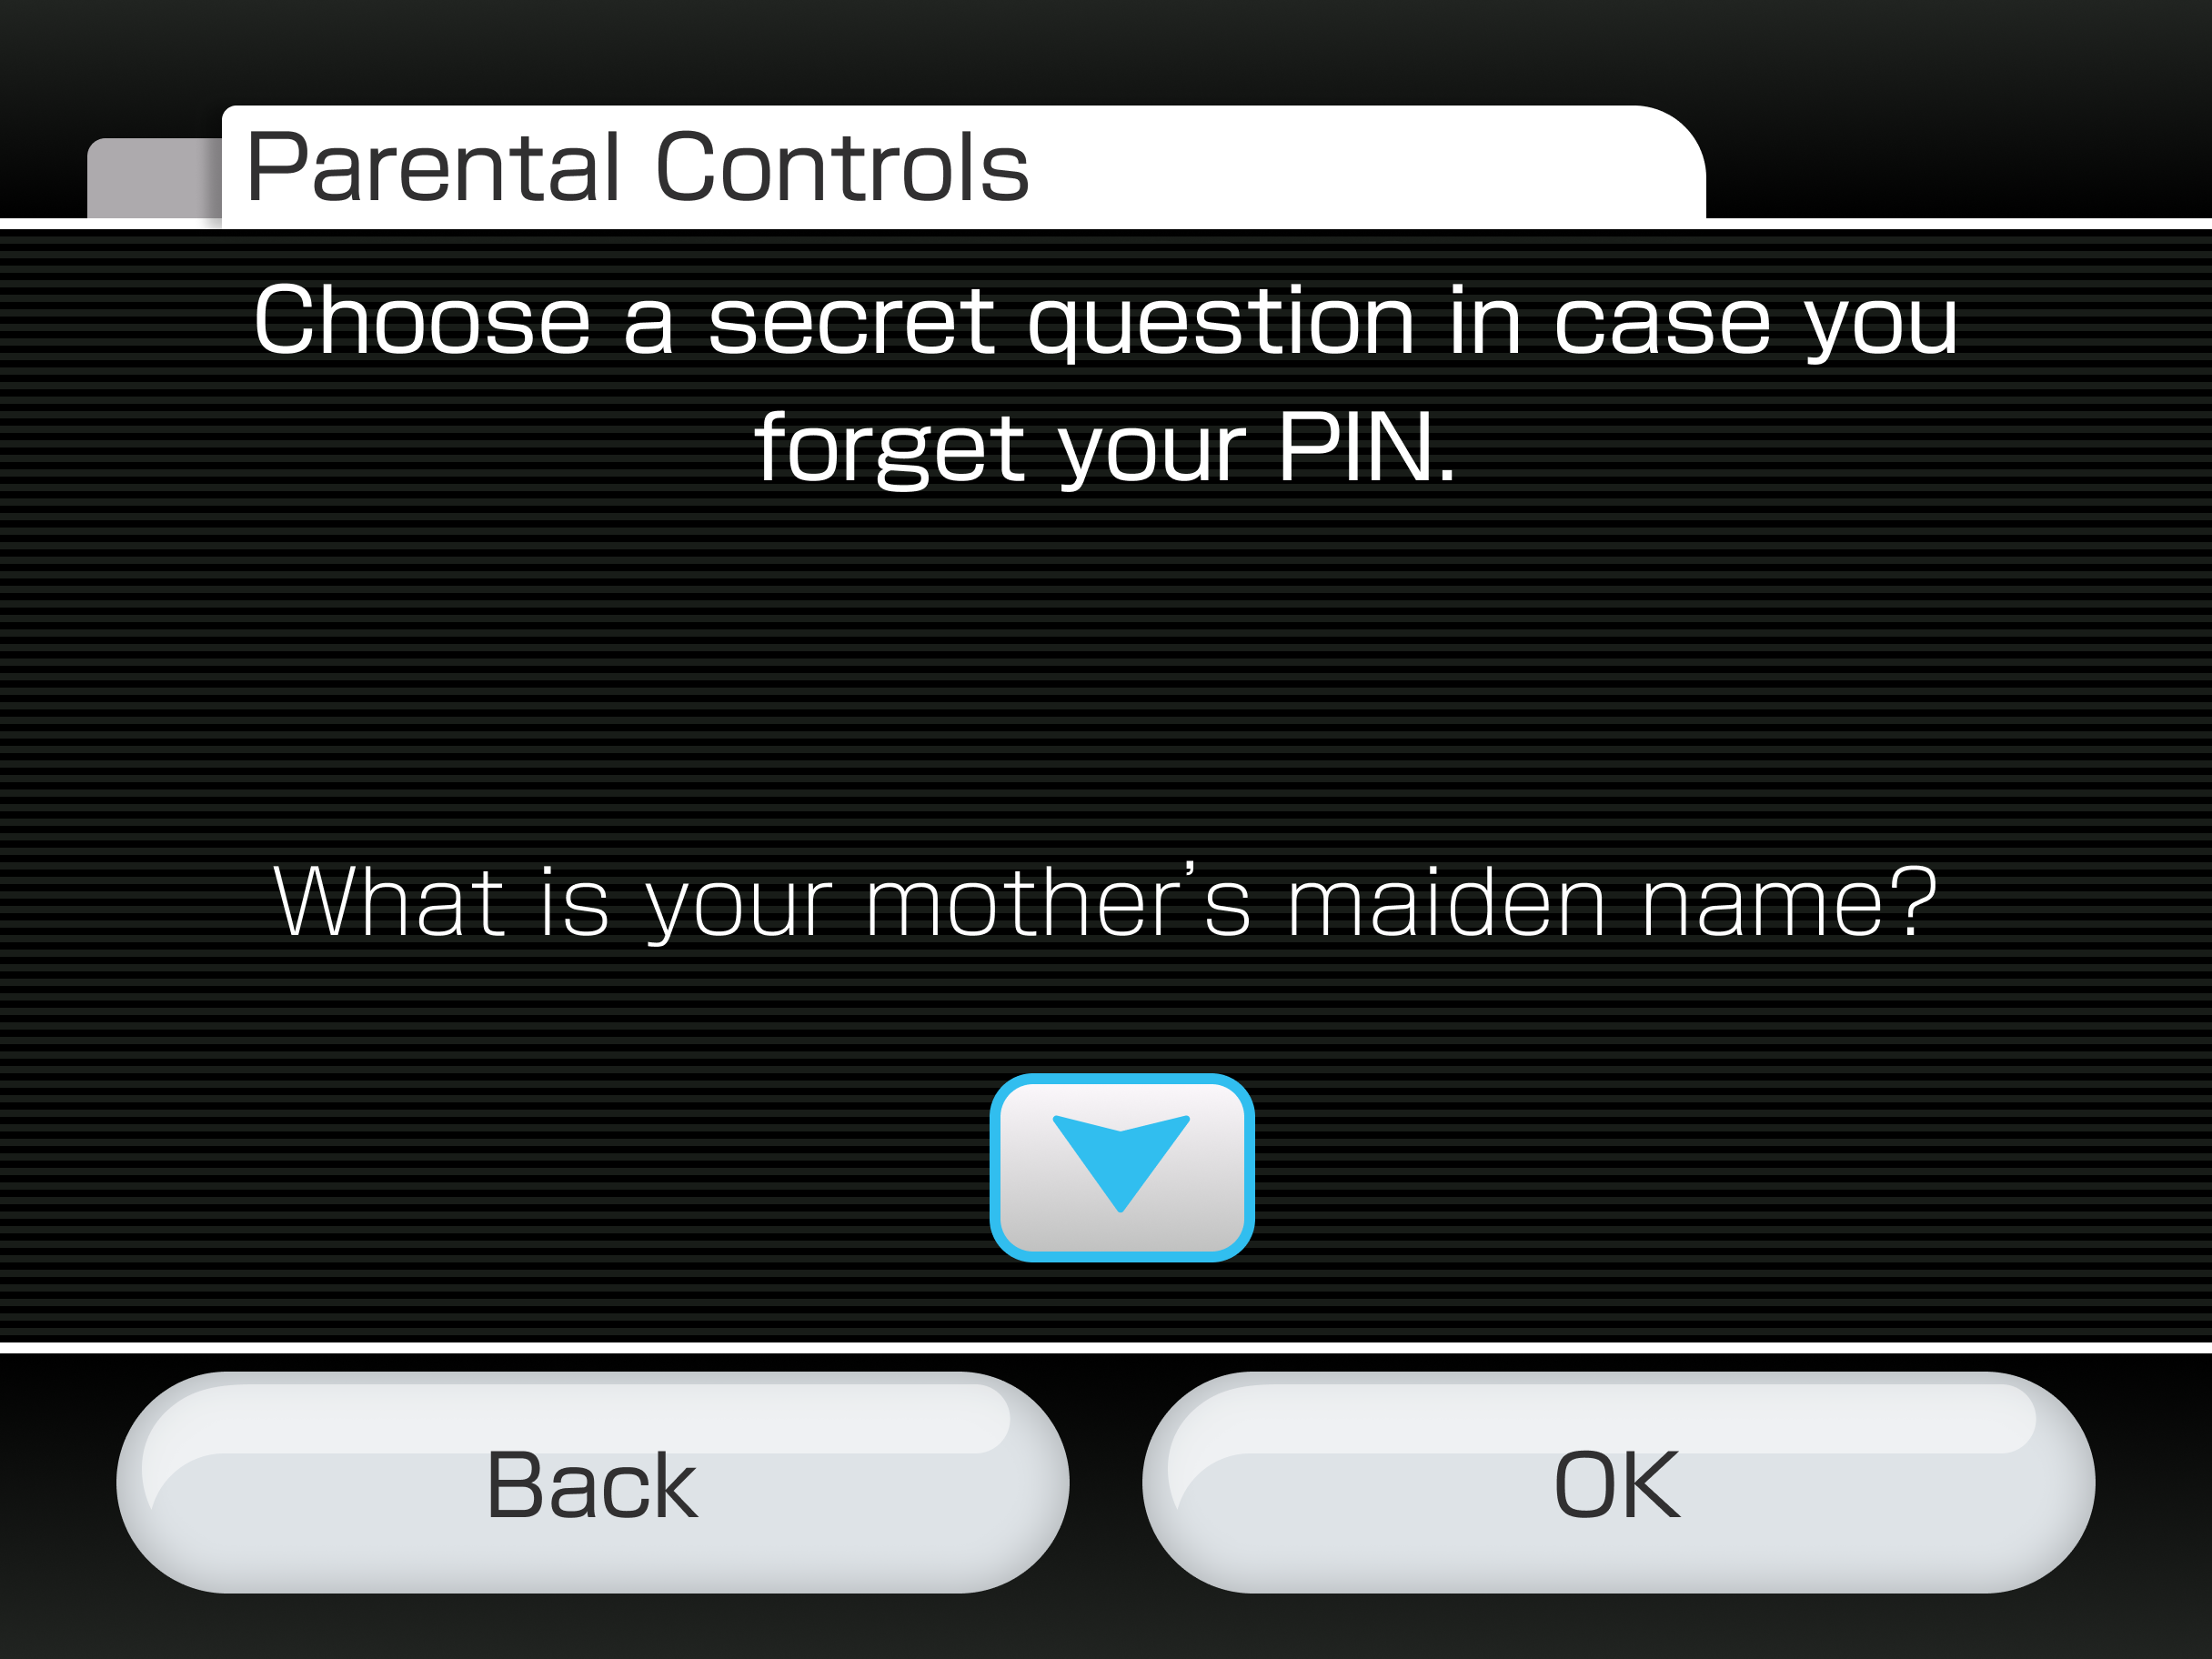 Parental Controls
Choose a secret question in case you
forget your PIN.
What is your mother’s maiden name?
Back
OK